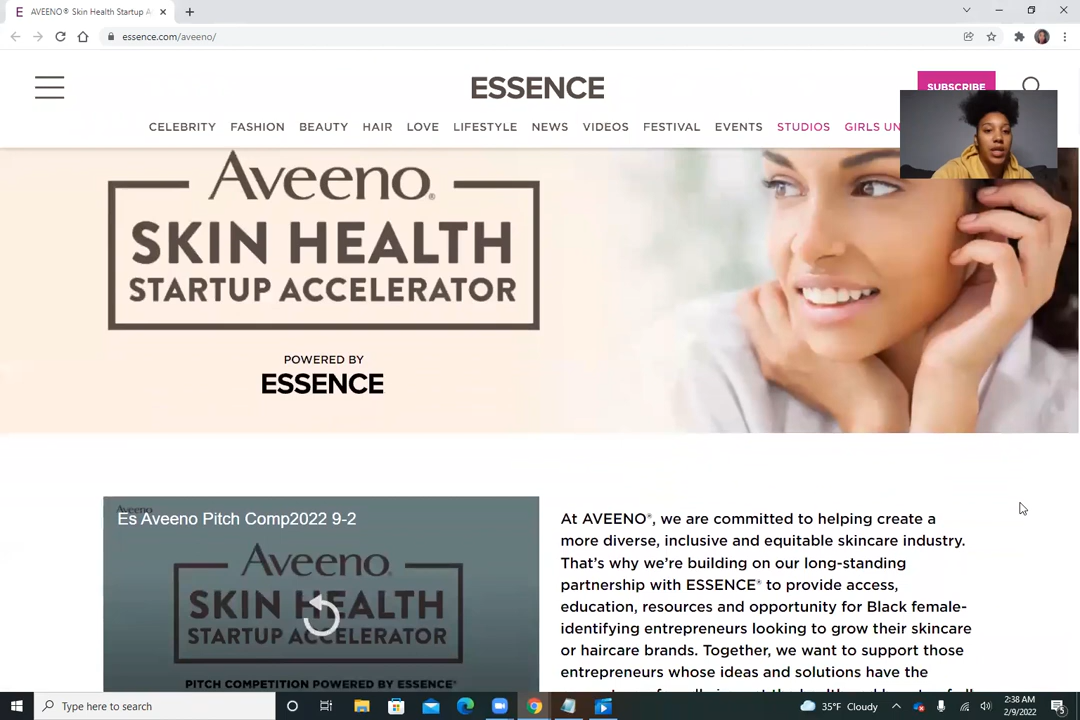 AVEENO® Skin Health Startup A
essence.com/aveeno/
ESSENCE
SUBSCRIBE
CELEBRITY FASHION BEAUTY HAIR LOVE LIFESTYLE NEWS VIDEOS FESTIVAL EVENTS STUDIOS GIRLS UN
Aveeno®
SKIN HEALTH
STARTUP ACCELERATOR
POWERED BY
ESSENCE
Es Aveeno Pitch Comp2022 9-2
Aveeno®
SKIN HEALTH
STARTUP ACCELERATOR
PITCH COMPETITION POWERED BY ESSENCE®
At AVEENO®, we are committed to helping create a
more diverse, inclusive and equitable skincare industry.
That's why we're building on our long-standing
partnership with ESSENCE® to provide access,
education, resources and opportunity for Black female-
identifying entrepreneurs looking to grow their skincare
or haircare brands. Together, we want to support those
entrepreneurs whose ideas and solutions have the
Type here to search
35°F Cloudy
2:38 AM
2/9/2022
5